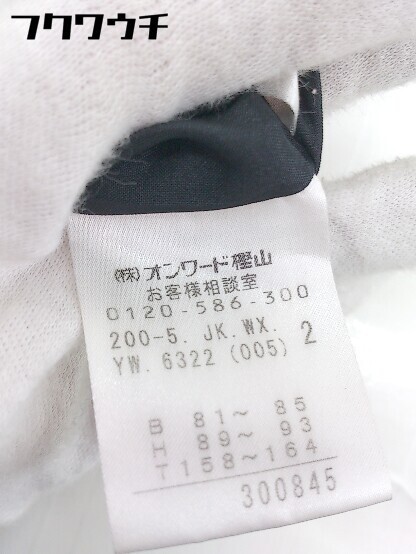 フクワウチ
㈱オンワード樫山
お客様相談室
0120-586-300
200-5. JK. WX. 2
YW. 6322 (005)
B 81〜 85
H 89〜 93
T158〜164
300845